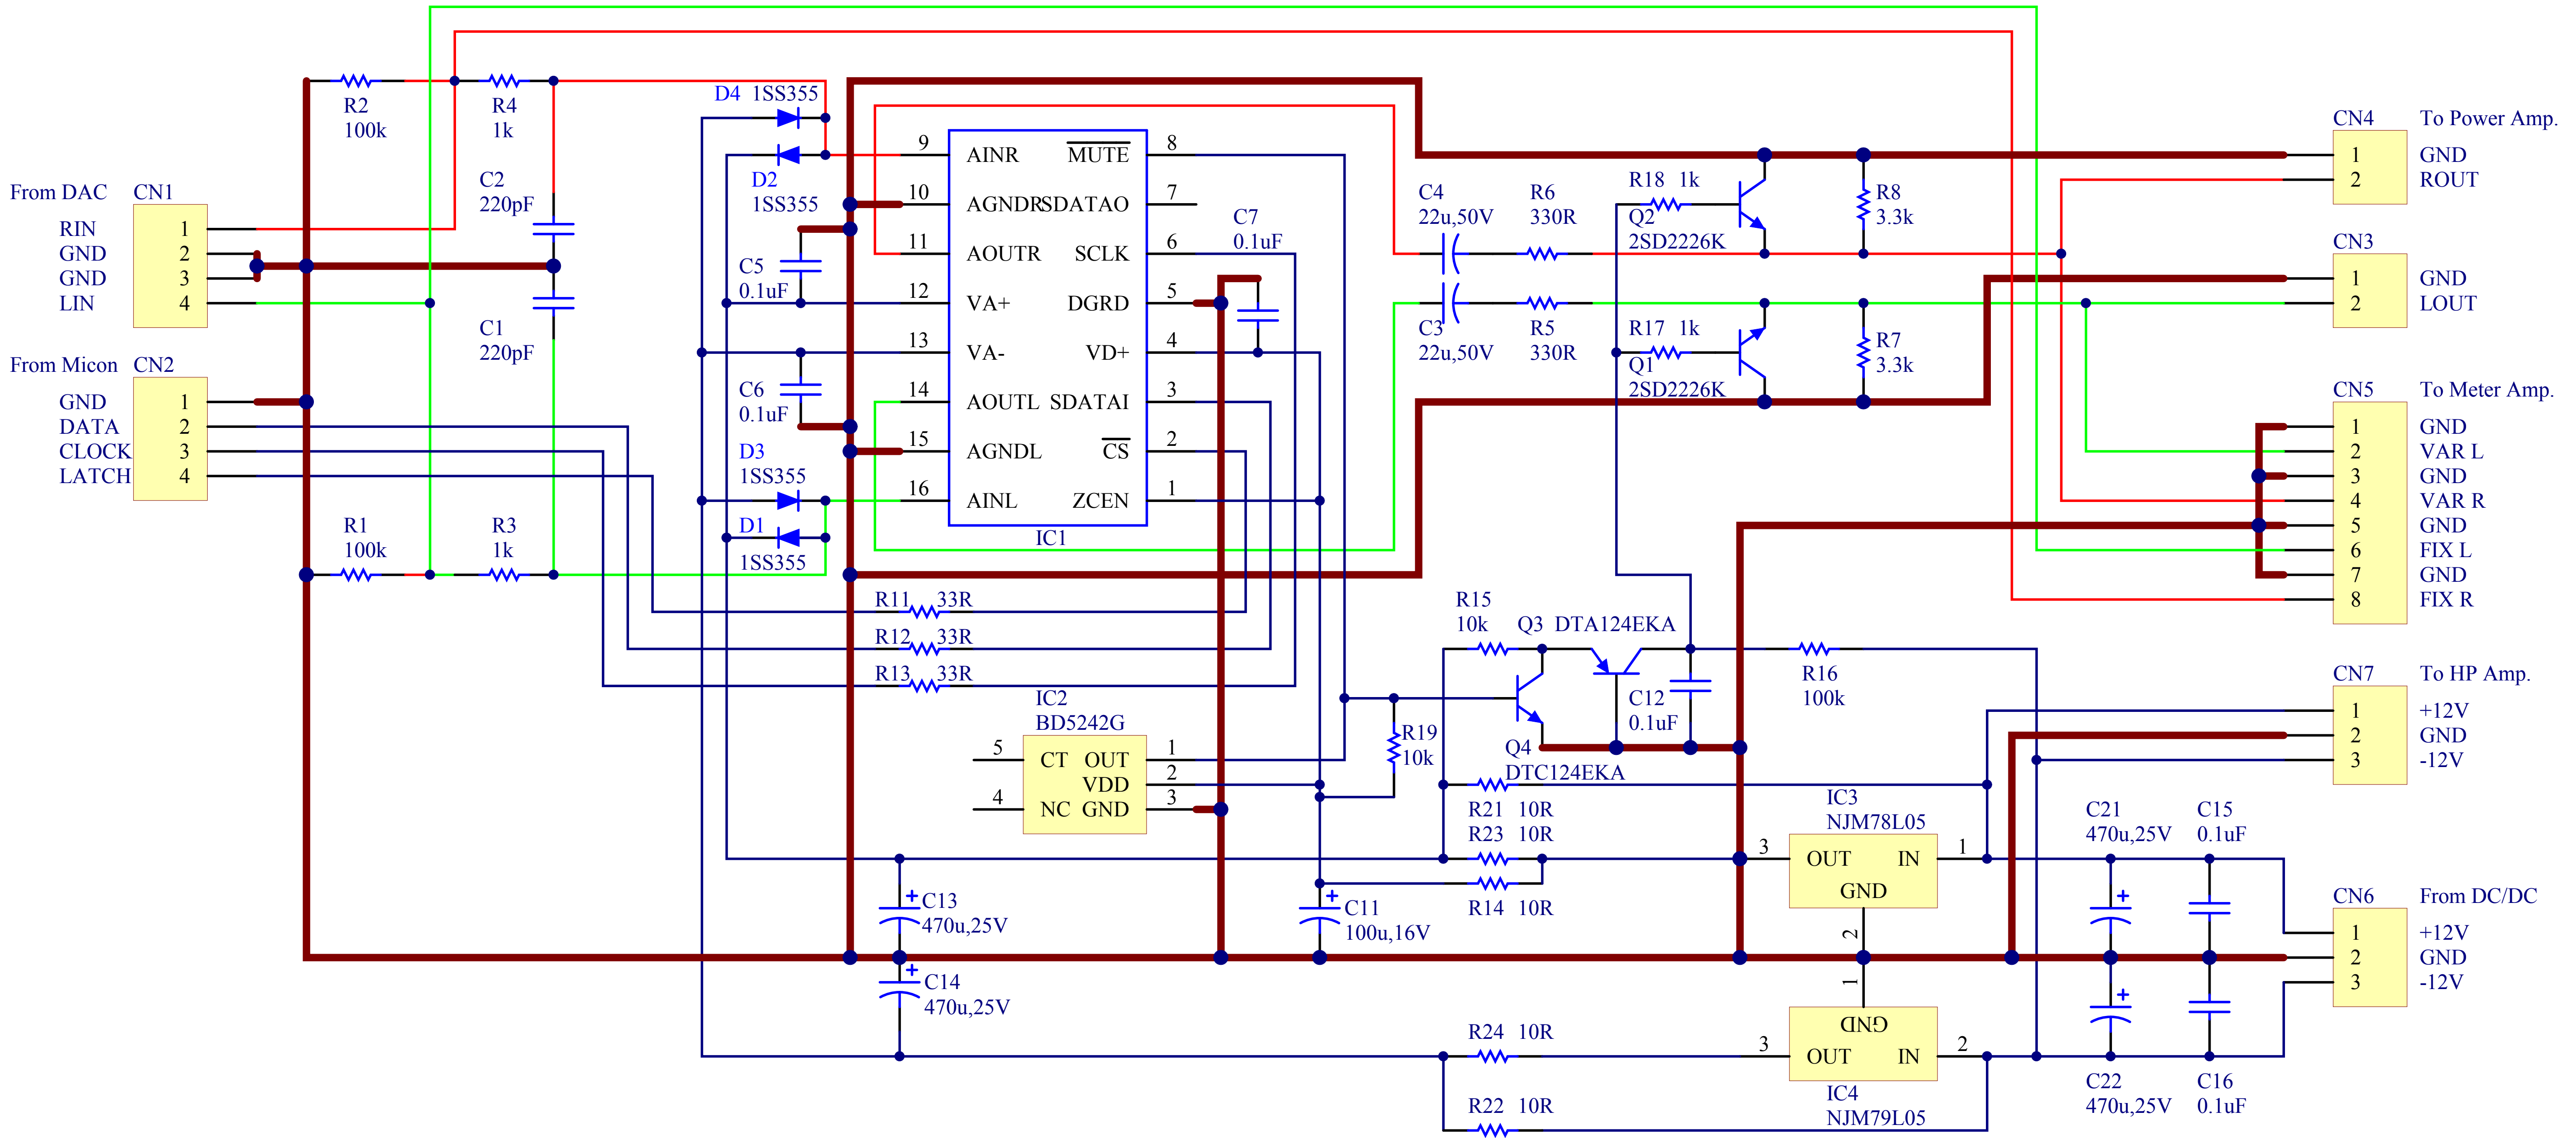 From DAC CN1
RIN 1
GND 2
GND 3
LIN 4
From Micon CN2
GND 1
DATA 2
CLOCK 3
LATCH 4
R2
100k
R4
1k
C2
220pF
C1
220pF
R1
100k
R3
1k
D4 1SS355
D2
1SS355
C5
0.1uF
C6
0.1uF
D3
1SS355
D1
1SS355
9 AINR MUTE 8
10 AGNDR SDATAO 7
11 AOUTR SCLK 6
12 VA+ DGRD 5
13 VA- VD+ 4
14 AOUTL SDATAI 3
15 AGNDL CS 2
16 AINL ZCEN 1
IC1
C7
0.1uF
R11 33R
R12 33R
R13 33R
IC2
BD5242G
5 CT OUT 1
VDD 2
4 NC GND 3
C4
22u,50V
R6
330R
C3
22u,50V
R5
330R
R18 1k
Q2
2SD2226K
R8
3.3k
R17 1k
Q1
2SD2226K
R7
3.3k
CN4 To Power Amp.
1 GND
2 ROUT
CN3
1 GND
2 LOUT
CN5 To Meter Amp.
1 GND
2 VAR L
3 GND
4 VAR R
5 GND
6 FIX L
7 GND
8 FIX R
R15
10k
Q3 DTA124EKA
C12
0.1uF
R16
100k
R19
10k
Q4
DTC124EKA
R21 10R
R23 10R
R14 10R
CN7 To HP Amp.
1 +12V
2 GND
3 -12V
IC3
NJM78L05
3 OUT IN 1
GND
2
C21
470u,25V
C15
0.1uF
CN6 From DC/DC
1 +12V
2 GND
3 -12V
C13
470u,25V
C14
470u,25V
C11
100u,16V
R24 10R
R22 10R
1
GND
3 OUT IN 2
IC4
NJM79L05
C22
470u,25V
C16
0.1uF